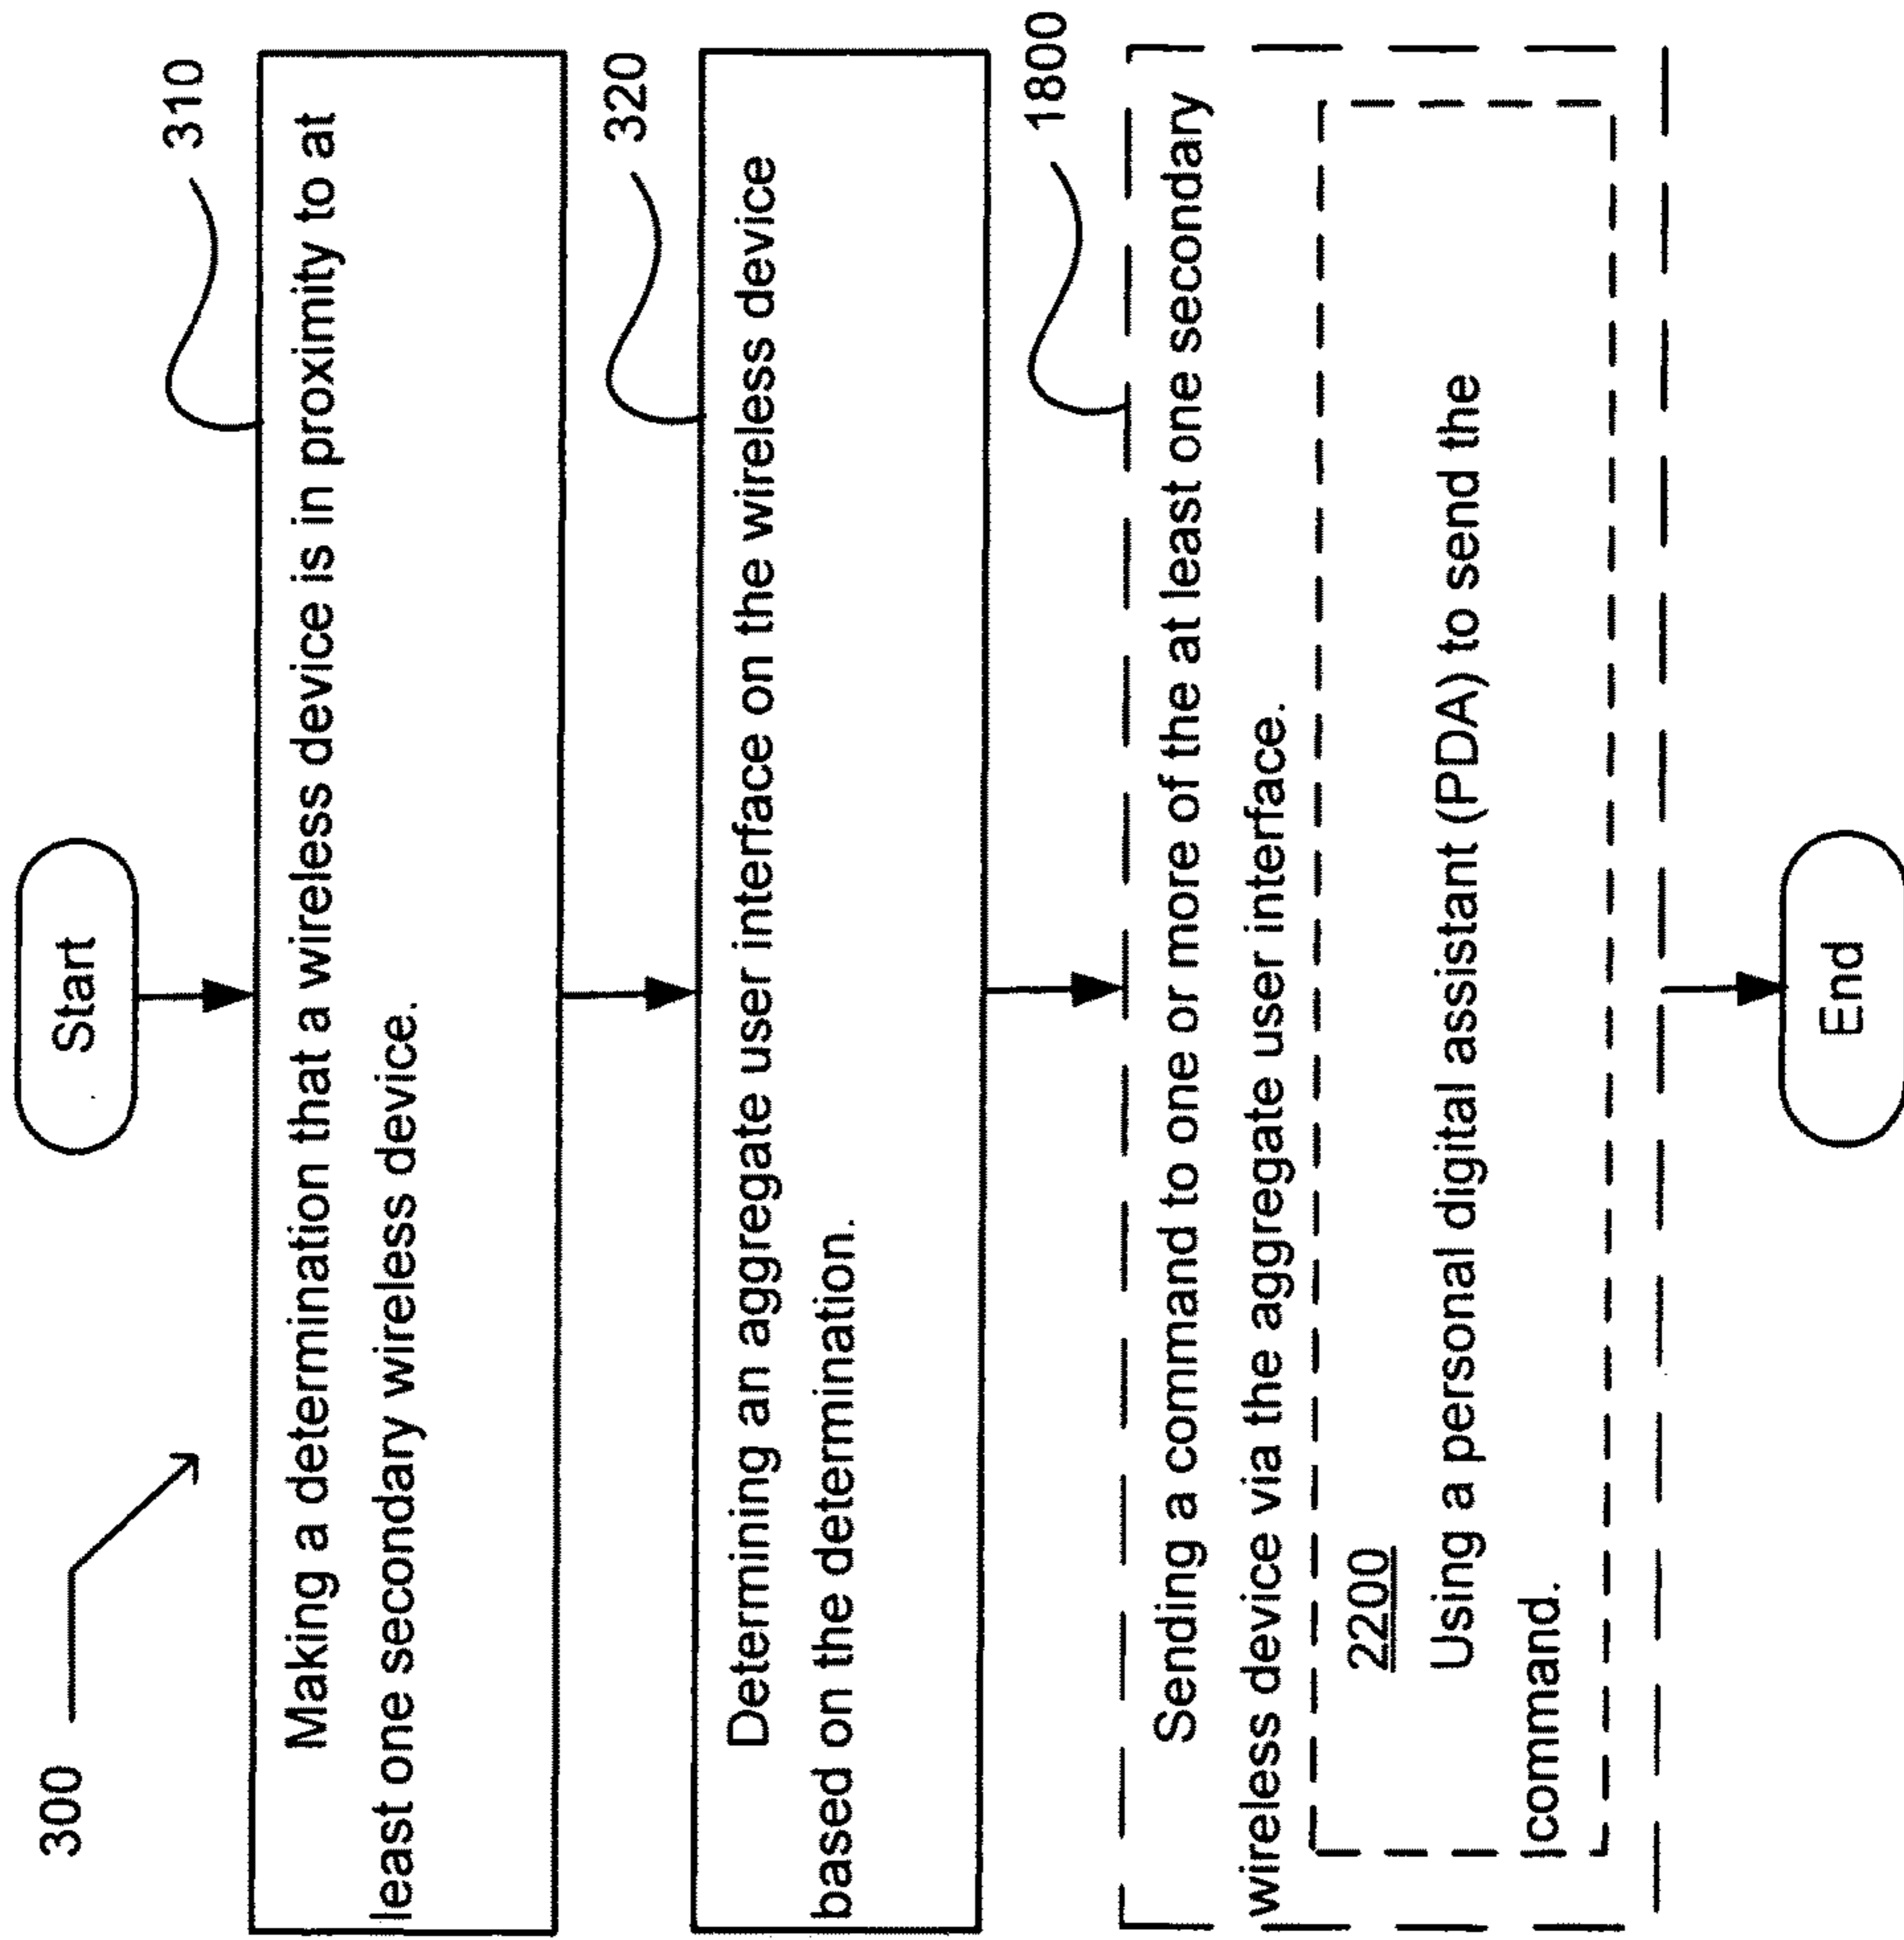 300
Start
310
Making a determination that a wireless device is in proximity to at
least one secondary wireless device.
320
Determining an aggregate user interface on the wireless device
based on the determination.
1800
Sending a command to one or more of the at least one secondary
wireless device via the aggregate user interface.
2200
Using a personal digital assistant (PDA) to send the
command.
End